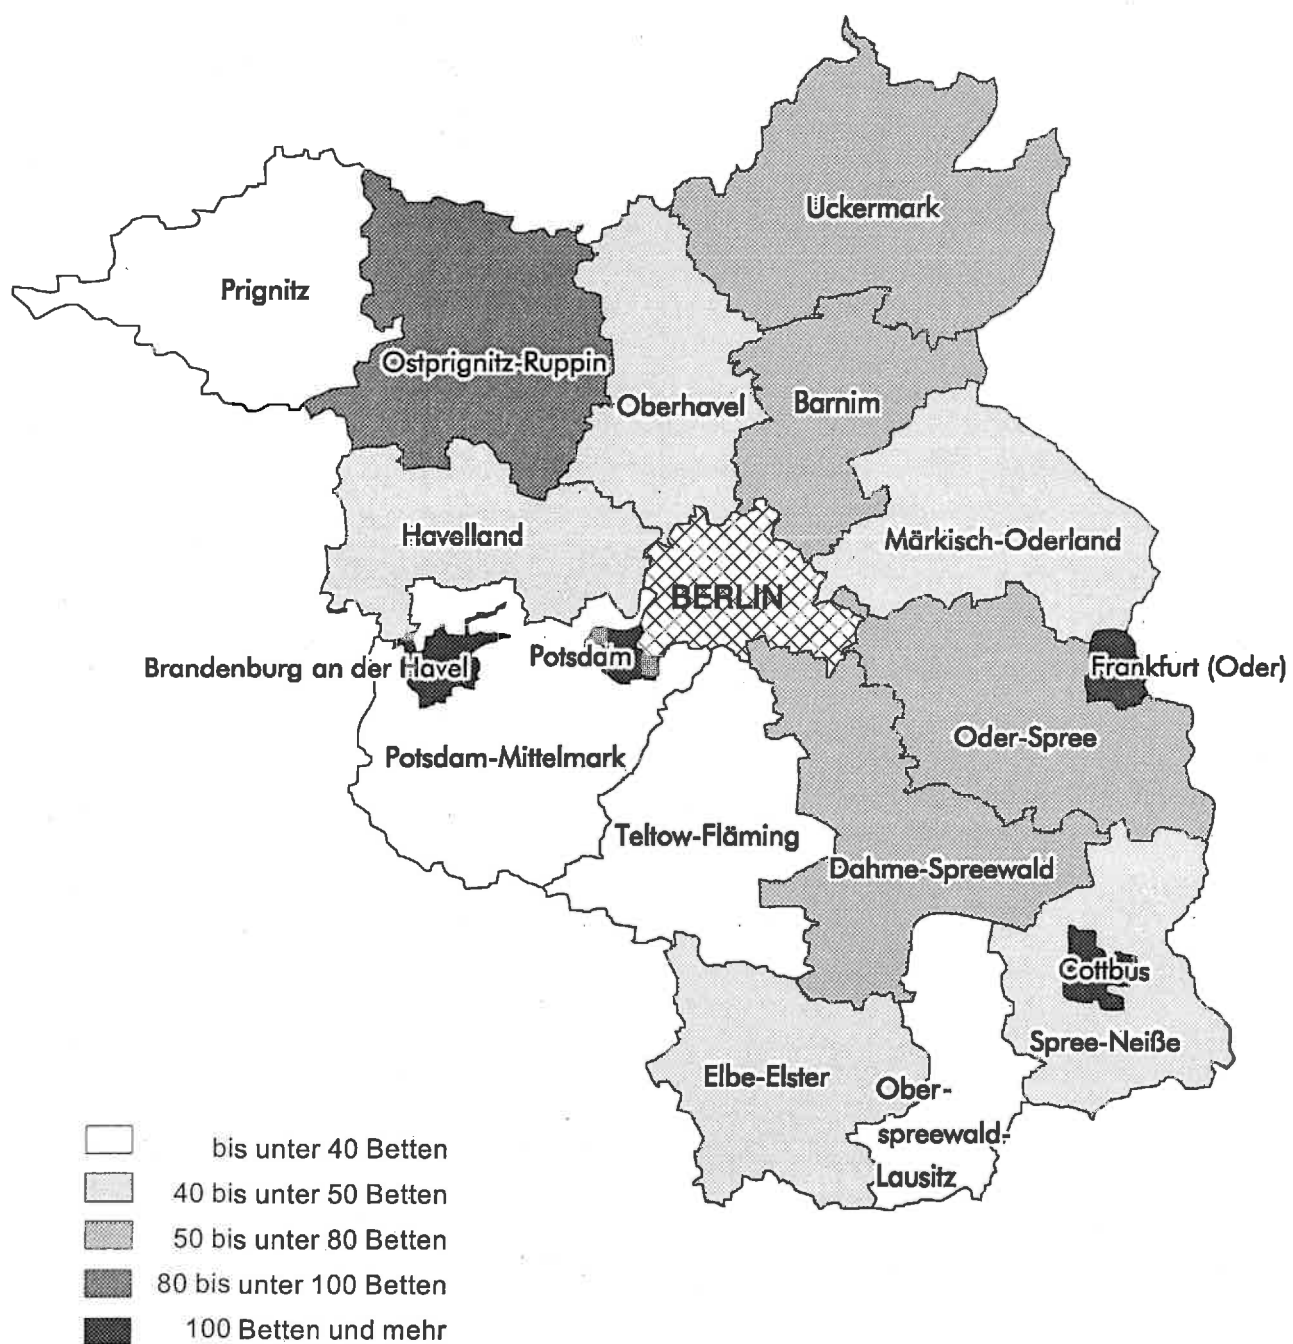 Uckermark
Prignitz
Ostprignitz-Ruppin
Oberhavel
Barnim
Havelland
Märkisch-Oderland
BERLIN
Brandenburg an der Havel
Potsdam
Frankfurt (Oder)
Potsdam-Mittelmark
Oder-Spree
Teltow-Fläming
Dahme-Spreewald
Cottbus
Spree-Neiße
Elbe-Elster
Ober-
spreewald-
Lausitz
bis unter 40 Betten
40 bis unter 50 Betten
50 bis unter 80 Betten
80 bis unter 100 Betten
100 Betten und mehr